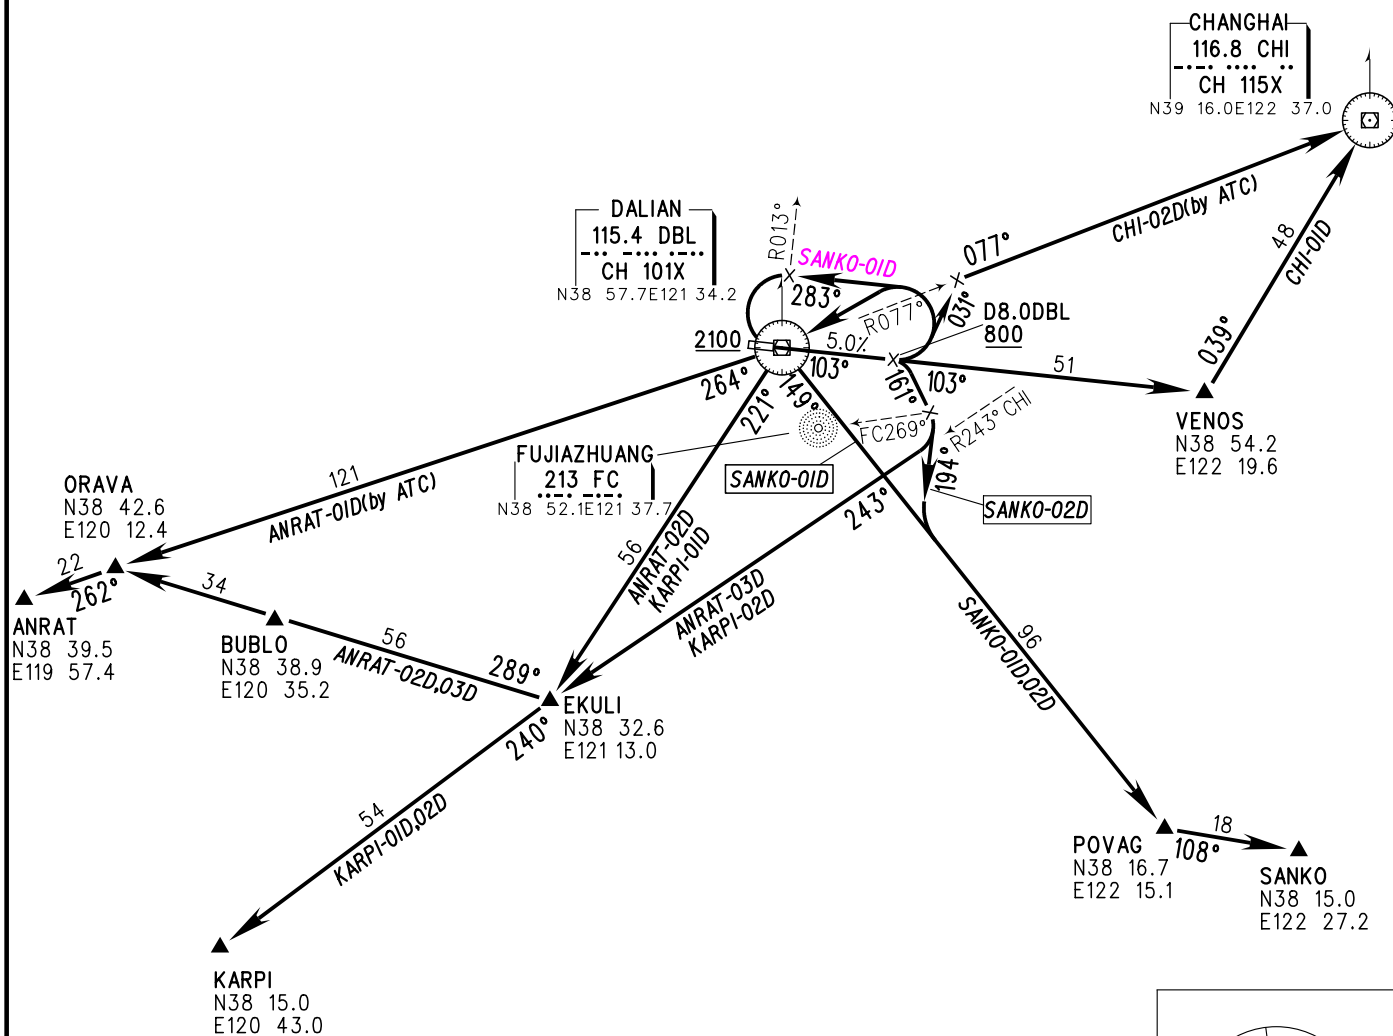 CHANGHAI
116.8 CHI
CH 115X
N39 16.0E122 37.0
DALIAN
115.4 DBL
CH 101X
N38 57.7E121 34.2
R013°
SANKO-01D
283°
R077°
031°
077°
CHI-02D(by ATC)
48
CHI-01D
039°
D8.0DBL
800
2100
5.0%
103°
161°
103°
51
VENOS
N38 54.2
E122 19.6
264°
221°
149°
FC269°
R243° CHI
FUJIAZHUANG
213 FC
N38 52.1E121 37.7
SANKO-01D
194°
SANKO-02D
243°
121
ANRAT-01D(by ATC)
ORAVA
N38 42.6
E120 12.4
22
262°
ANRAT
N38 39.5
E119 57.4
34
BUBLO
N38 38.9
E120 35.2
56
ANRAT-02D,03D
289°
56
ANRAT-02D
KARPI-01D
ANRAT-03D
KARPI-02D
EKULI
N38 32.6
E121 13.0
240°
54
KARPI-01D,02D
KARPI
N38 15.0
E120 43.0
96
SANKO-01D,02D
POVAG
N38 16.7
E122 15.1
18
108°
SANKO
N38 15.0
E122 27.2